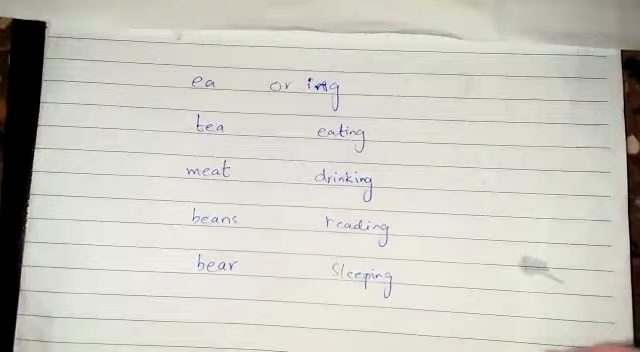 ea or ing
tea eating
meat drinking
beans reading
bear sleeping